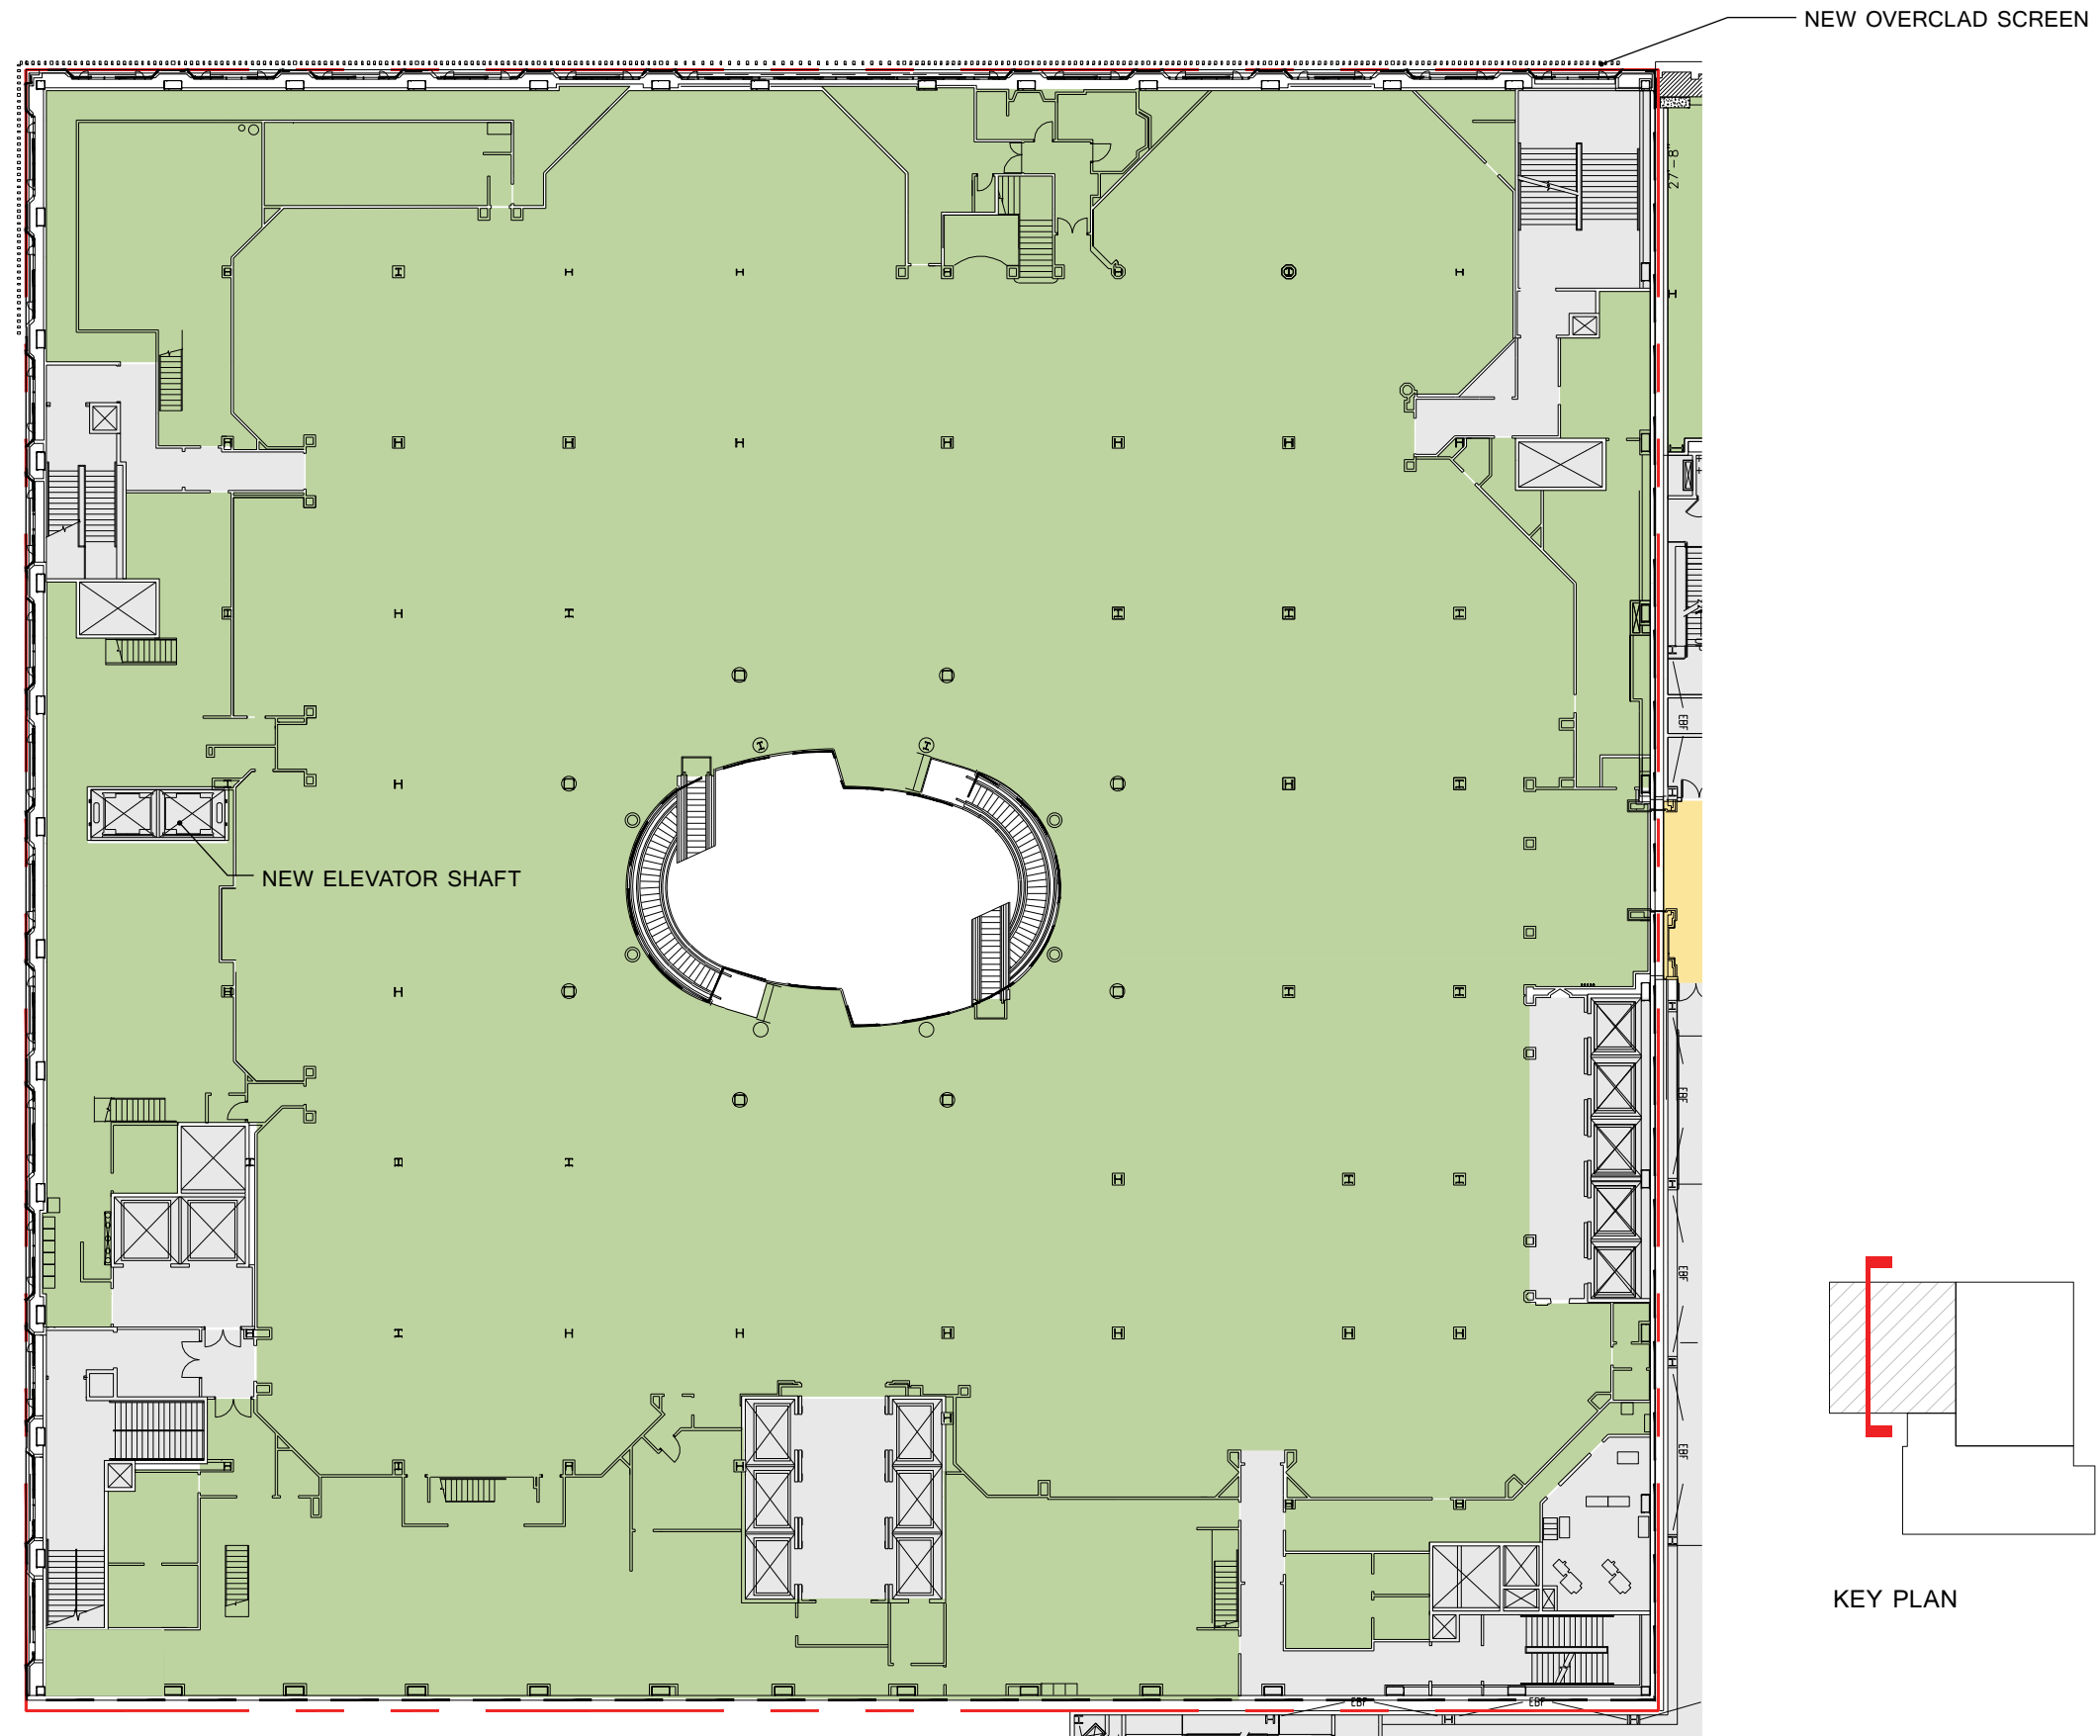 NEW OVERCLAD SCREEN
27'-8"
EBF
NEW ELEVATOR SHAFT
EBF
EBF
EBF
KEY PLAN
EBF
EBF